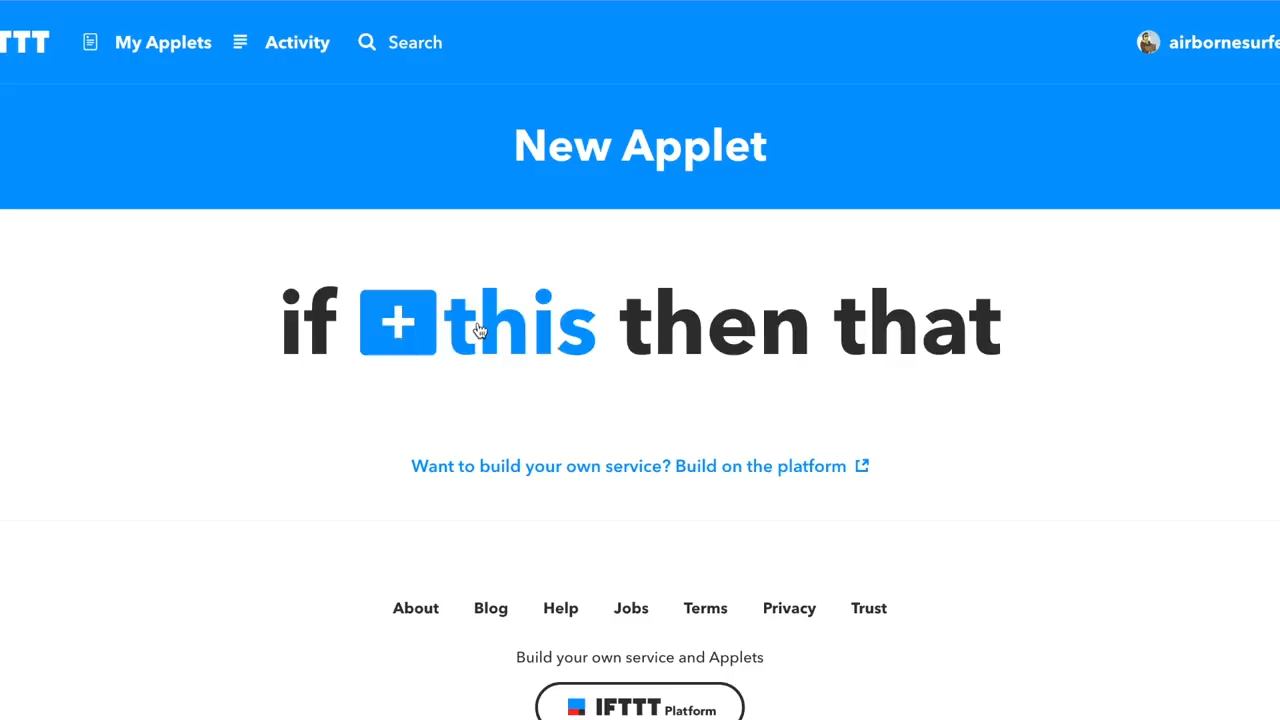 TTT My Applets Activity Search airbornesurfe
New Applet
if + this then that
Want to build your own service? Build on the platform
About Blog Help Jobs Terms Privacy Trust
Build your own service and Applets
IFTTT Platform